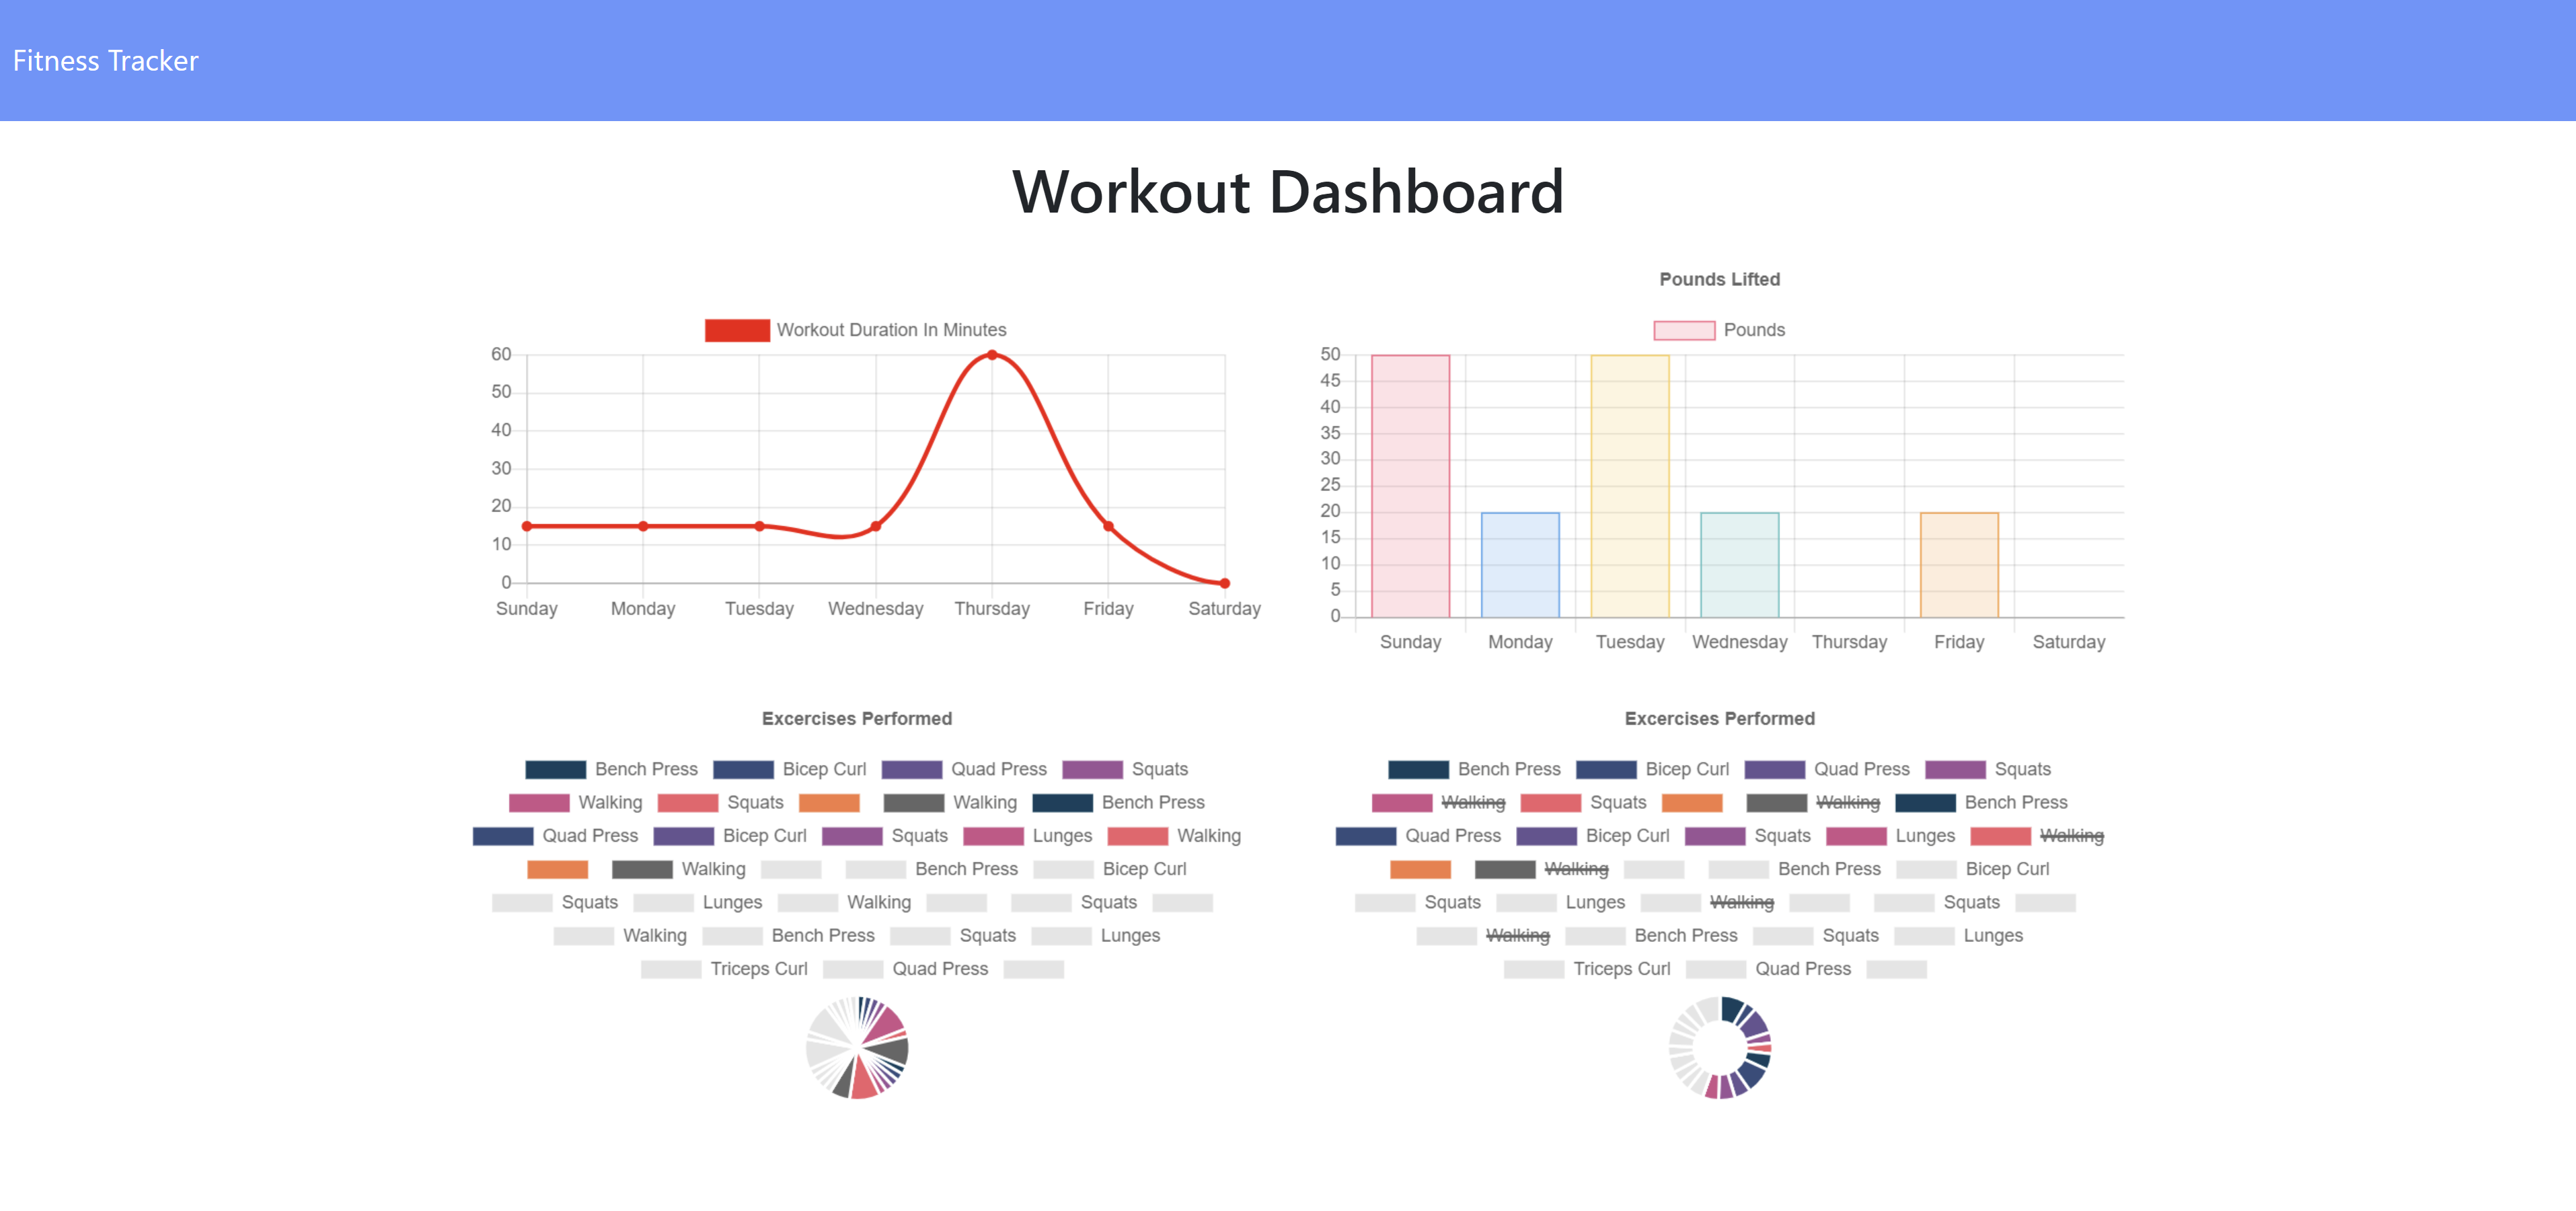 Fitness Tracker
Workout Dashboard
Workout Duration In Minutes
60
50
40
30
20
10
0
Sunday Monday Tuesday Wednesday Thursday Friday Saturday
Pounds Lifted
Pounds
50
45
40
35
30
25
20
15
10
5
0
Sunday Monday Tuesday Wednesday Thursday Friday Saturday
Excercises Performed
Bench Press Bicep Curl Quad Press Squats
Walking Squats Walking Bench Press
Quad Press Bicep Curl Squats Lunges Walking
Walking Bench Press Bicep Curl
Squats Lunges Walking Squats
Walking Bench Press Squats Lunges
Triceps Curl Quad Press
Excercises Performed
Bench Press Bicep Curl Quad Press Squats
Walking Squats Walking Bench Press
Quad Press Bicep Curl Squats Lunges Walking
Walking Bench Press Bicep Curl
Squats Lunges Walking Squats
Walking Bench Press Squats Lunges
Triceps Curl Quad Press